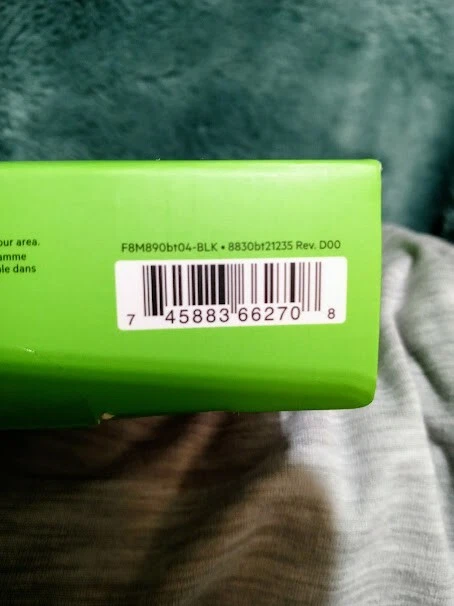 our area.
amme
le dans
F8M890bt04-BLK • 8830bt21235 Rev. D00
7 45883 66270 8